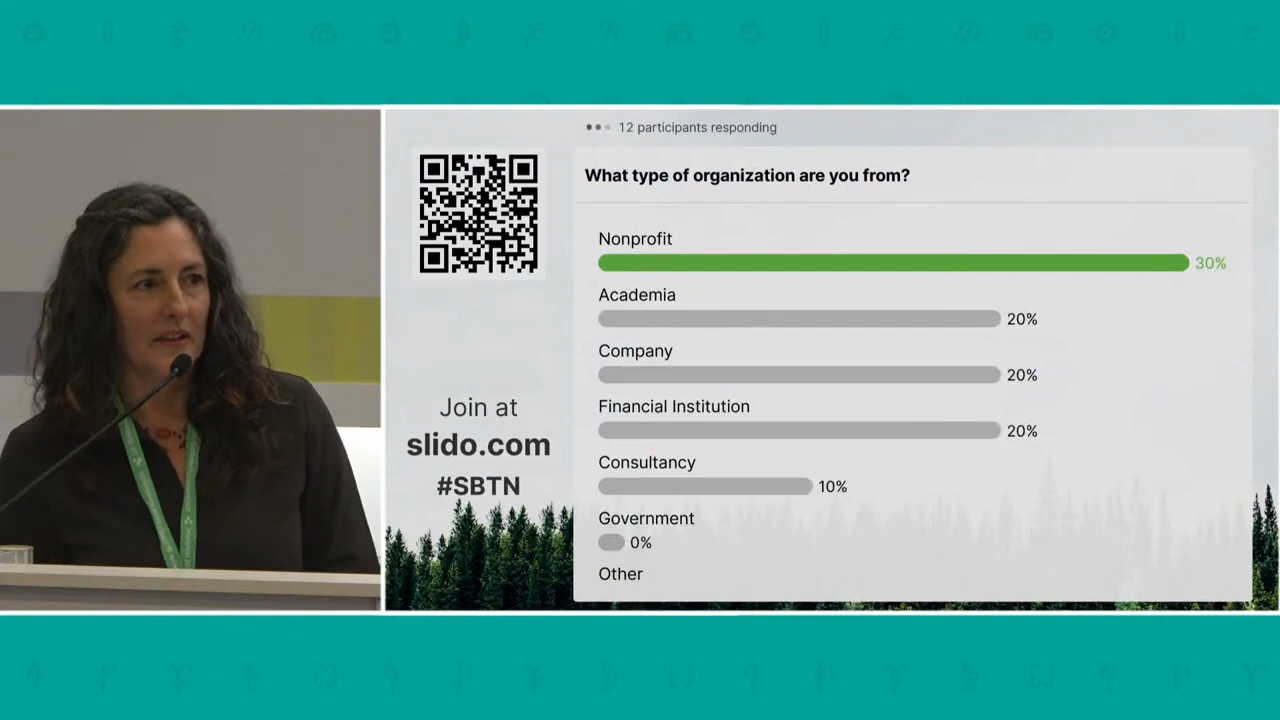 12 participants responding
What type of organization are you from?
Nonprofit
30%
Academia
20%
Company
20%
Financial Institution
20%
Consultancy
10%
Government
0%
Other
Join at
slido.com
#SBTN